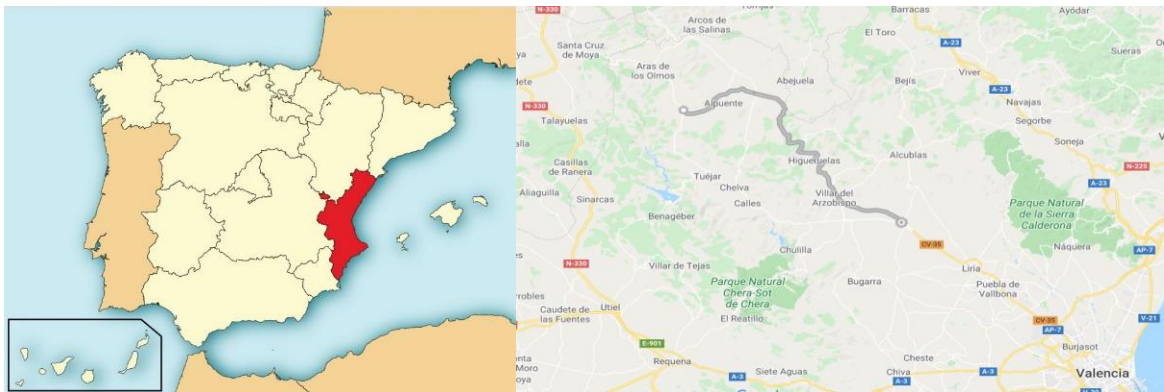 N-330
Arcos de
las Salinas
Ayódar
El Toro
A-23
Santa Cruz
de Moya
Sueras
Aras de
los Olmos
Viver
Abejuela
Bejís
A-23
N-330
Alpuente
Navajas
Segorbe
Talayuelas
Soneja
Casillas
de Ranera
Alcublas
N-225
Higueruelas
Tuéjar
Chelva
A-23
Aliaguilla
Sinarcas
Villar del
Arzobispo
Calles
Benagéber
Parque Natural
de la Sierra
Calderona
CV-35
Náquera
Chulilla
AP-7
N-330
Villar de Tejas
Liria
Parque Natural
Chera-Sot
de Chera
Bugarra
Puebla de
Vallbona
Caudete de
las Fuentes
Utiel
El Reatillo
CV-35
V-21
AP-7
E-901
Burjasot
Requena
Cheste
Siete Aguas
Chiva
Valencia
A-3
A-3